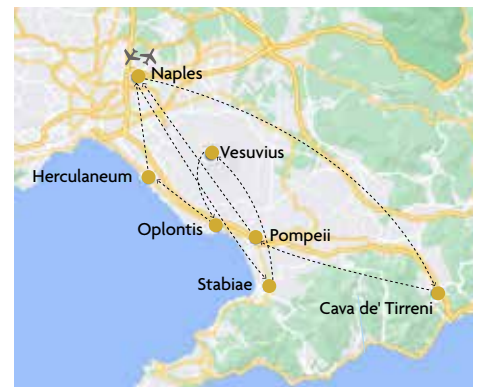 Naples
Vesuvius
Herculaneum
Oplontis
Pompeii
Stabiae
Cava de' Tirreni